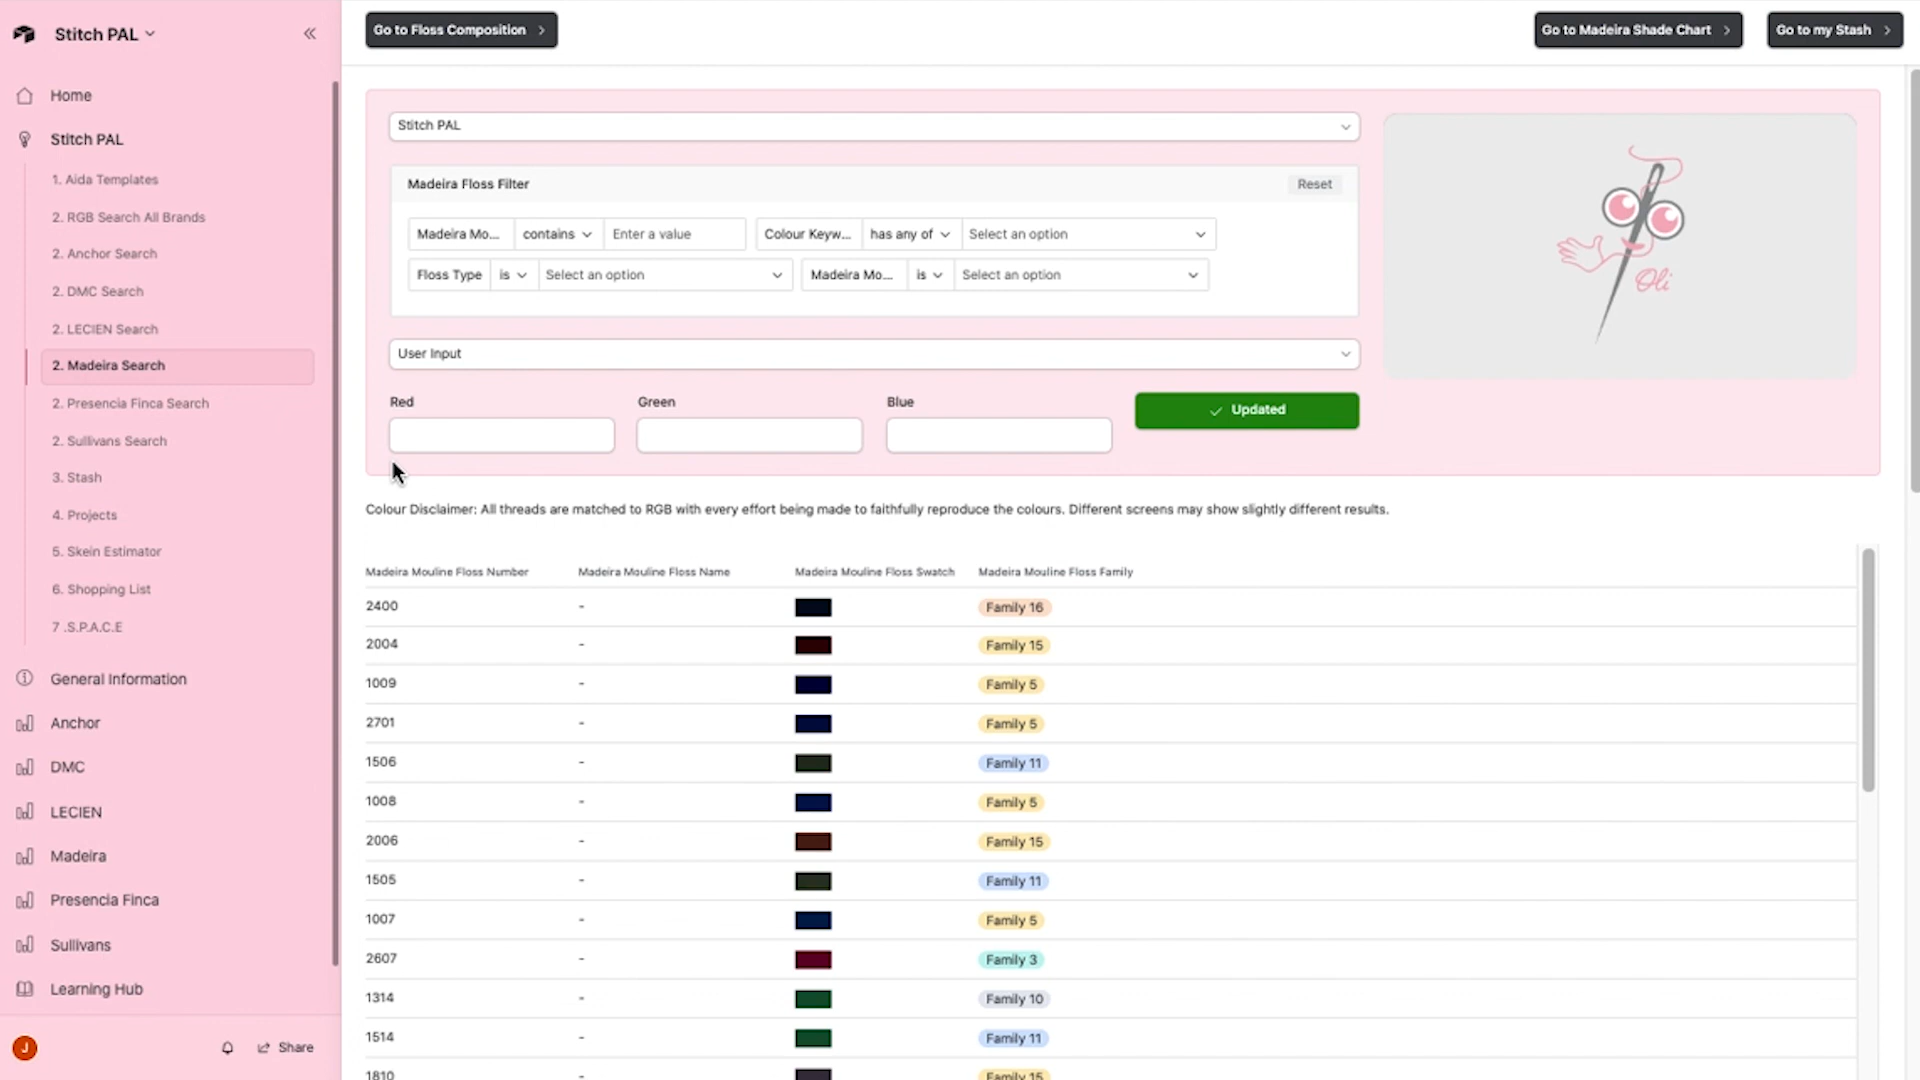 Stitch PAL
Home
Stitch PAL
1. Aida Templates
2. RGB Search All Brands
2. Anchor Search
2. DMC Search
2. LECIEN Search
2. Madeira Search
2. Presencia Finca Search
2. Sullivans Search
3. Stash
4. Projects
5. Skein Estimator
6. Shopping List
7 .S.P.A.C.E
General Information
Anchor
DMC
LECIEN
Madeira
Presencia Finca
Sullivans
Learning Hub
J
Share
Go to Floss Composition
Go to Madeira Shade Chart
Go to my Stash
Stitch PAL
Oli
Madeira Floss Filter
Reset
Madeira Mo... contains Enter a value Colour Keyw... has any of Select an option
Floss Type is Select an option Madeira Mo... is Select an option
User Input
Red Green Blue
Updated
Colour Disclaimer: All threads are matched to RGB with every effort being made to faithfully reproduce the colours. Different screens may show slightly different results.
Madeira Mouline Floss Number Madeira Mouline Floss Name Madeira Mouline Floss Swatch Madeira Mouline Floss Family
2400 - Family 16
2004 - Family 15
1009 - Family 5
2701 - Family 5
1506 - Family 11
1008 - Family 5
2006 - Family 15
1505 - Family 11
1007 - Family 5
2607 - Family 3
1314 - Family 10
1514 - Family 11
1810 - Family 15